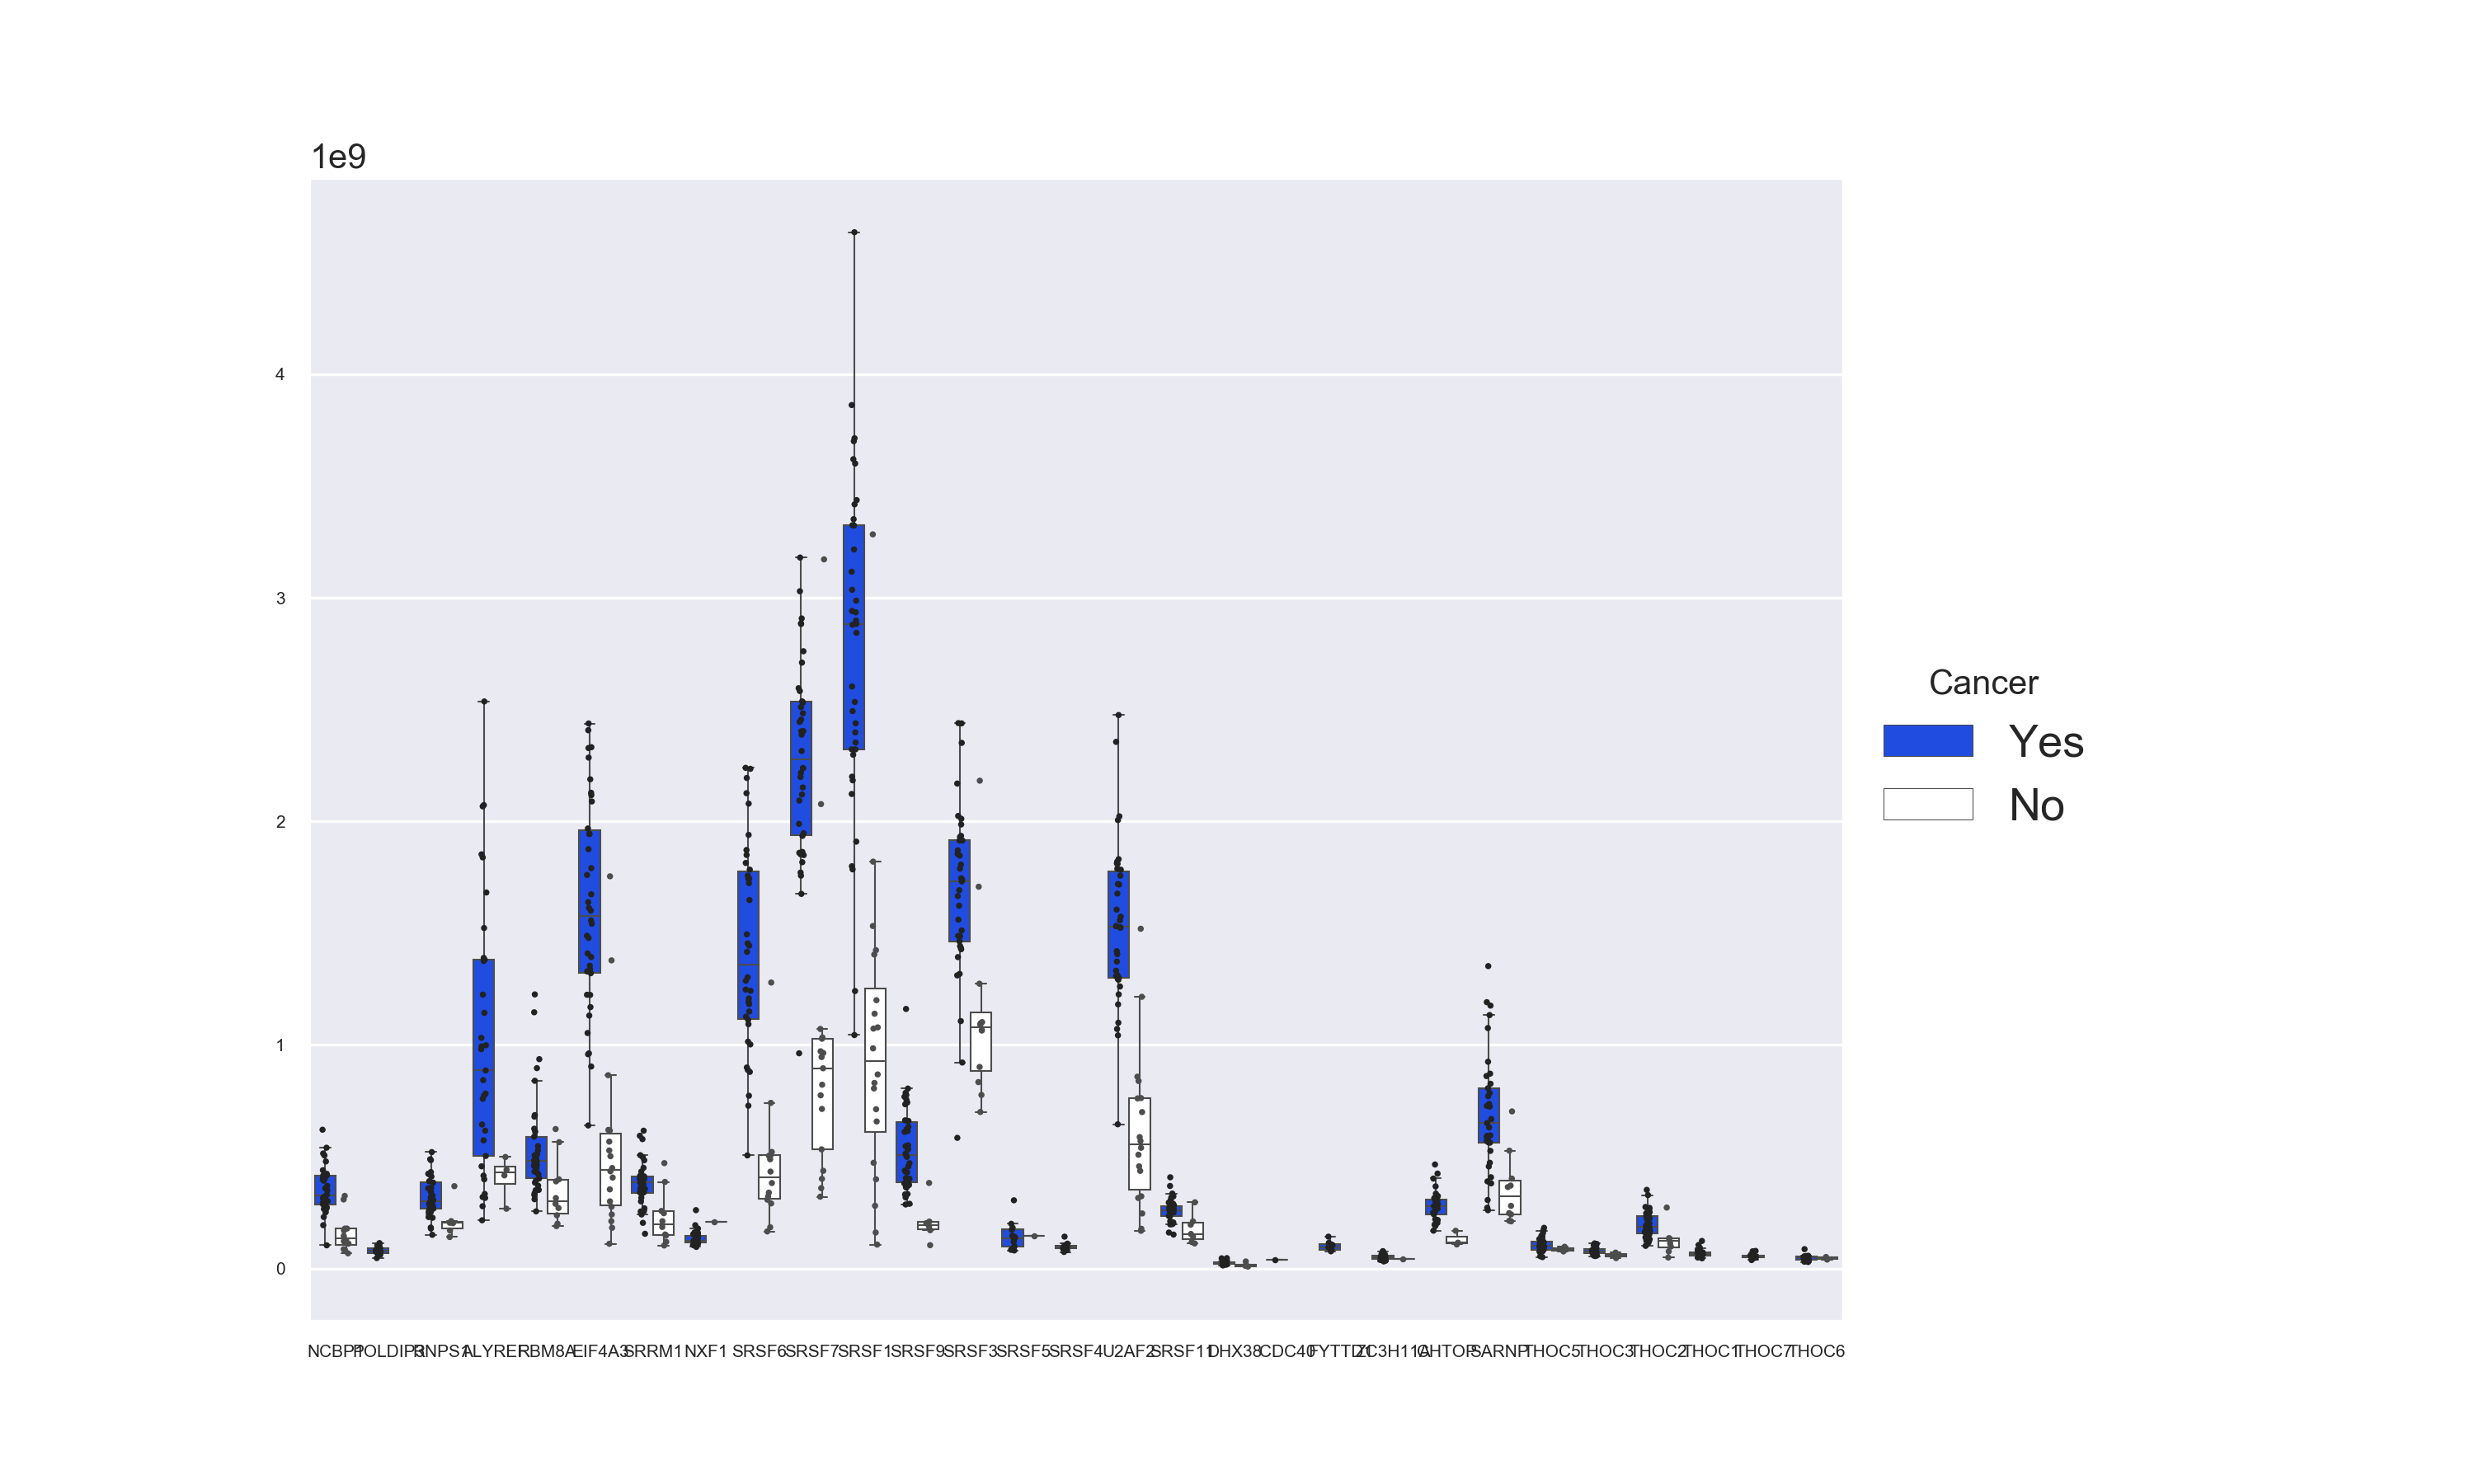 1e9
4
3
2
1
0
Cancer
Yes
No
NCBP1 POLDIP3 RNPS1 ALYREF RBM8A EIF4A3 SRRM1 NXF1 SRSF6 SRSF7 SRSF1 SRSF9 SRSF3 SRSF5 SRSF4 U2AF2 SRSF11 DHX38 CDC40 FYTTD1 ZC3H11A CHTOP SARNP THOC5 THOC3 THOC2 THOC1 THOC7 THOC6